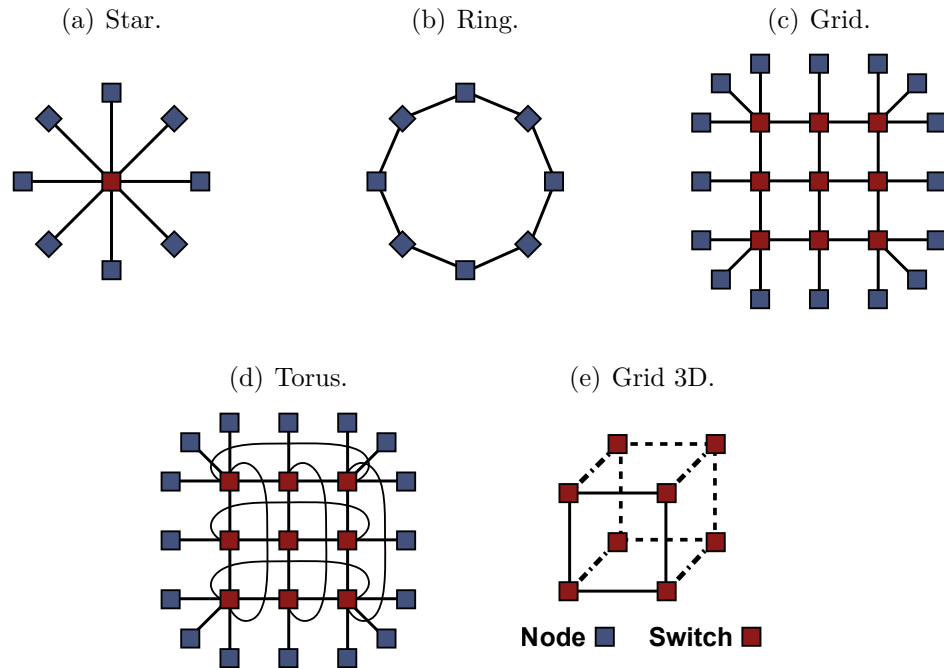 (a) Star.
(b) Ring.
(c) Grid.
(d) Torus.
(e) Grid 3D.
Node
Switch